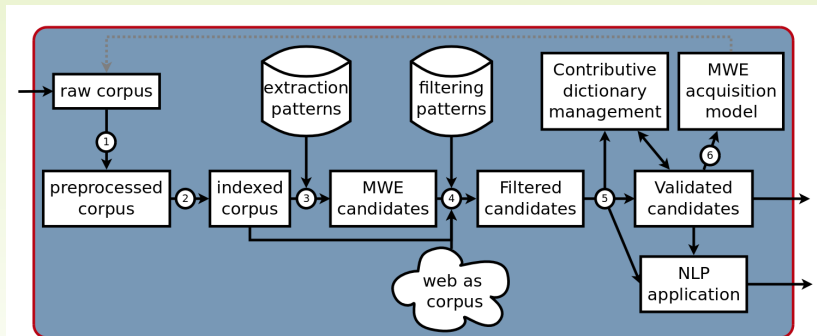 raw corpus
extraction
patterns
filtering
patterns
Contributive
dictionary
management
MWE
acquisition
model
1
6
preprocessed
corpus
2
indexed
corpus
3
MWE
candidates
4
Filtered
candidates
5
Validated
candidates
web as
corpus
NLP
application